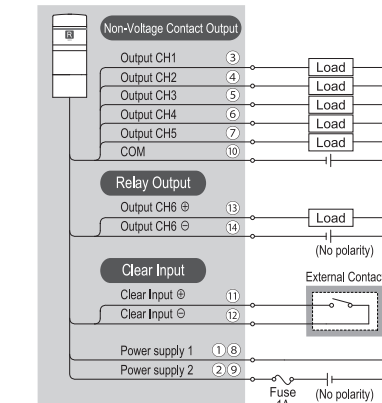 Non-Voltage Contact Output
R
Output CH1 ③ Load
Output CH2 ④ Load
Output CH3 ⑤ Load
Output CH4 ⑥ Load
Output CH5 ⑦ Load
COM ⑩
Relay Output
Output CH6 ⊕ ⑬ Load
Output CH6 ⊖ ⑭
(No polarity)
Clear Input
External Contac
Clear Input ⊕ ⑪
Clear Input ⊖ ⑫
Power supply 1 ①⑧
Power supply 2 ②⑨
Fuse (No polarity)
1A